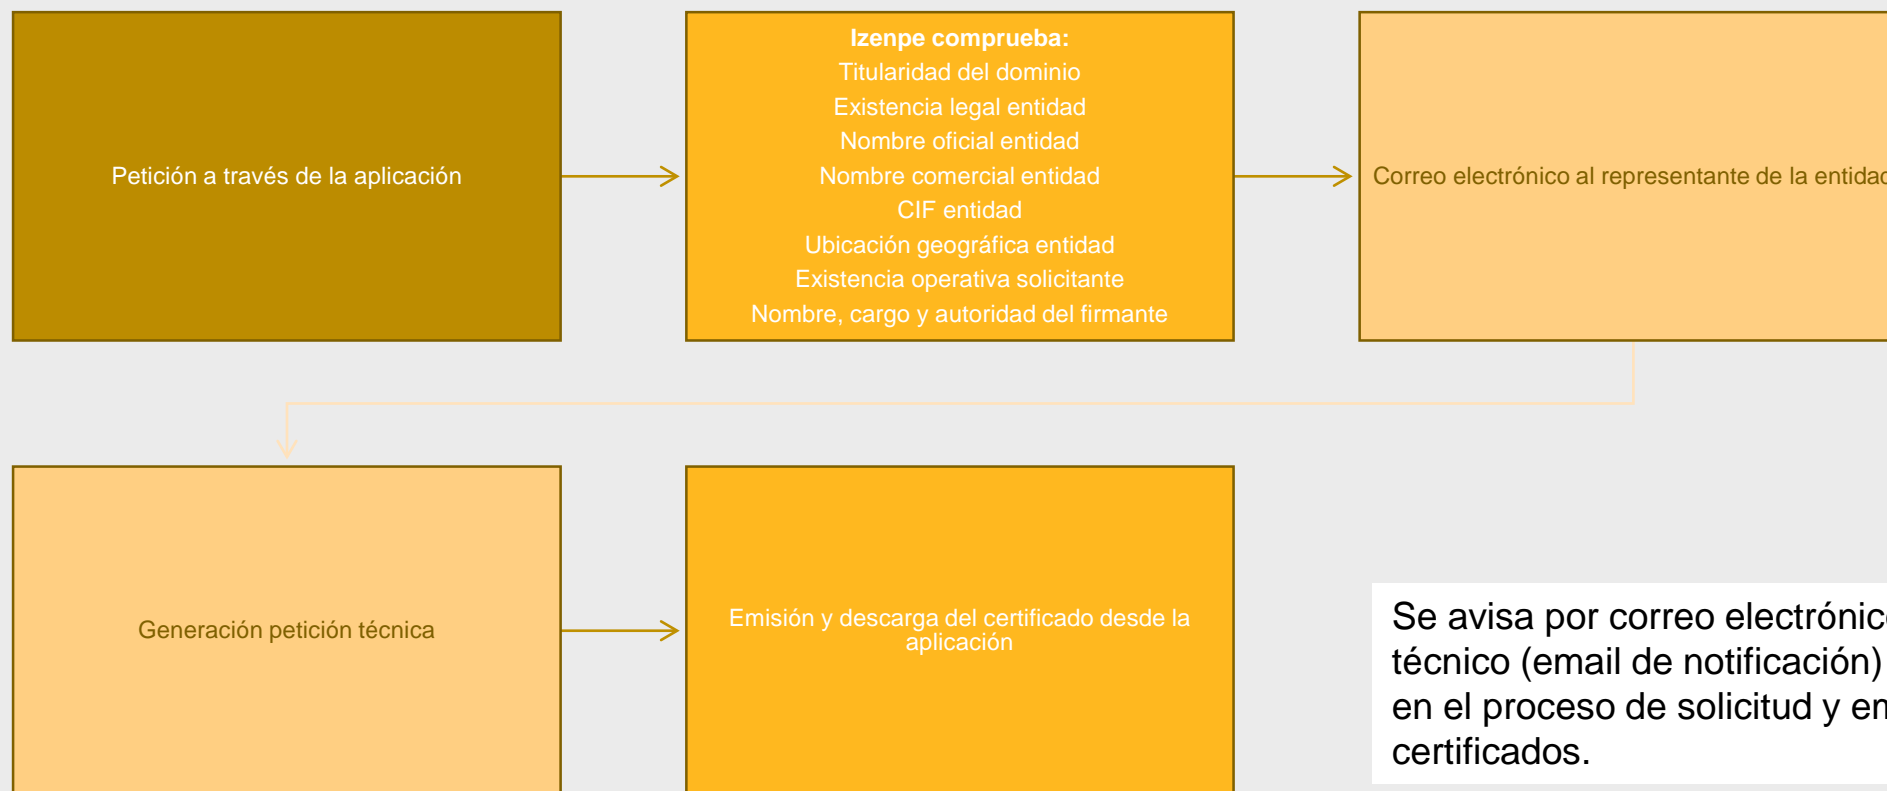 Petición a través de la aplicación
Izenpe comprueba:
Titularidad del dominio
Existencia legal entidad
Nombre oficial entidad
Nombre comercial entidad
CIF entidad
Ubicación geográfica entidad
Existencia operativa solicitante
Nombre, cargo y autoridad del firmante
Correo electrónico al representante de la
Generación petición técnica
Emisión y descarga del certificado desde la
aplicación
Se avisa por correo
técnico (email de notificación)
en el proceso de solicitud y
certificados.